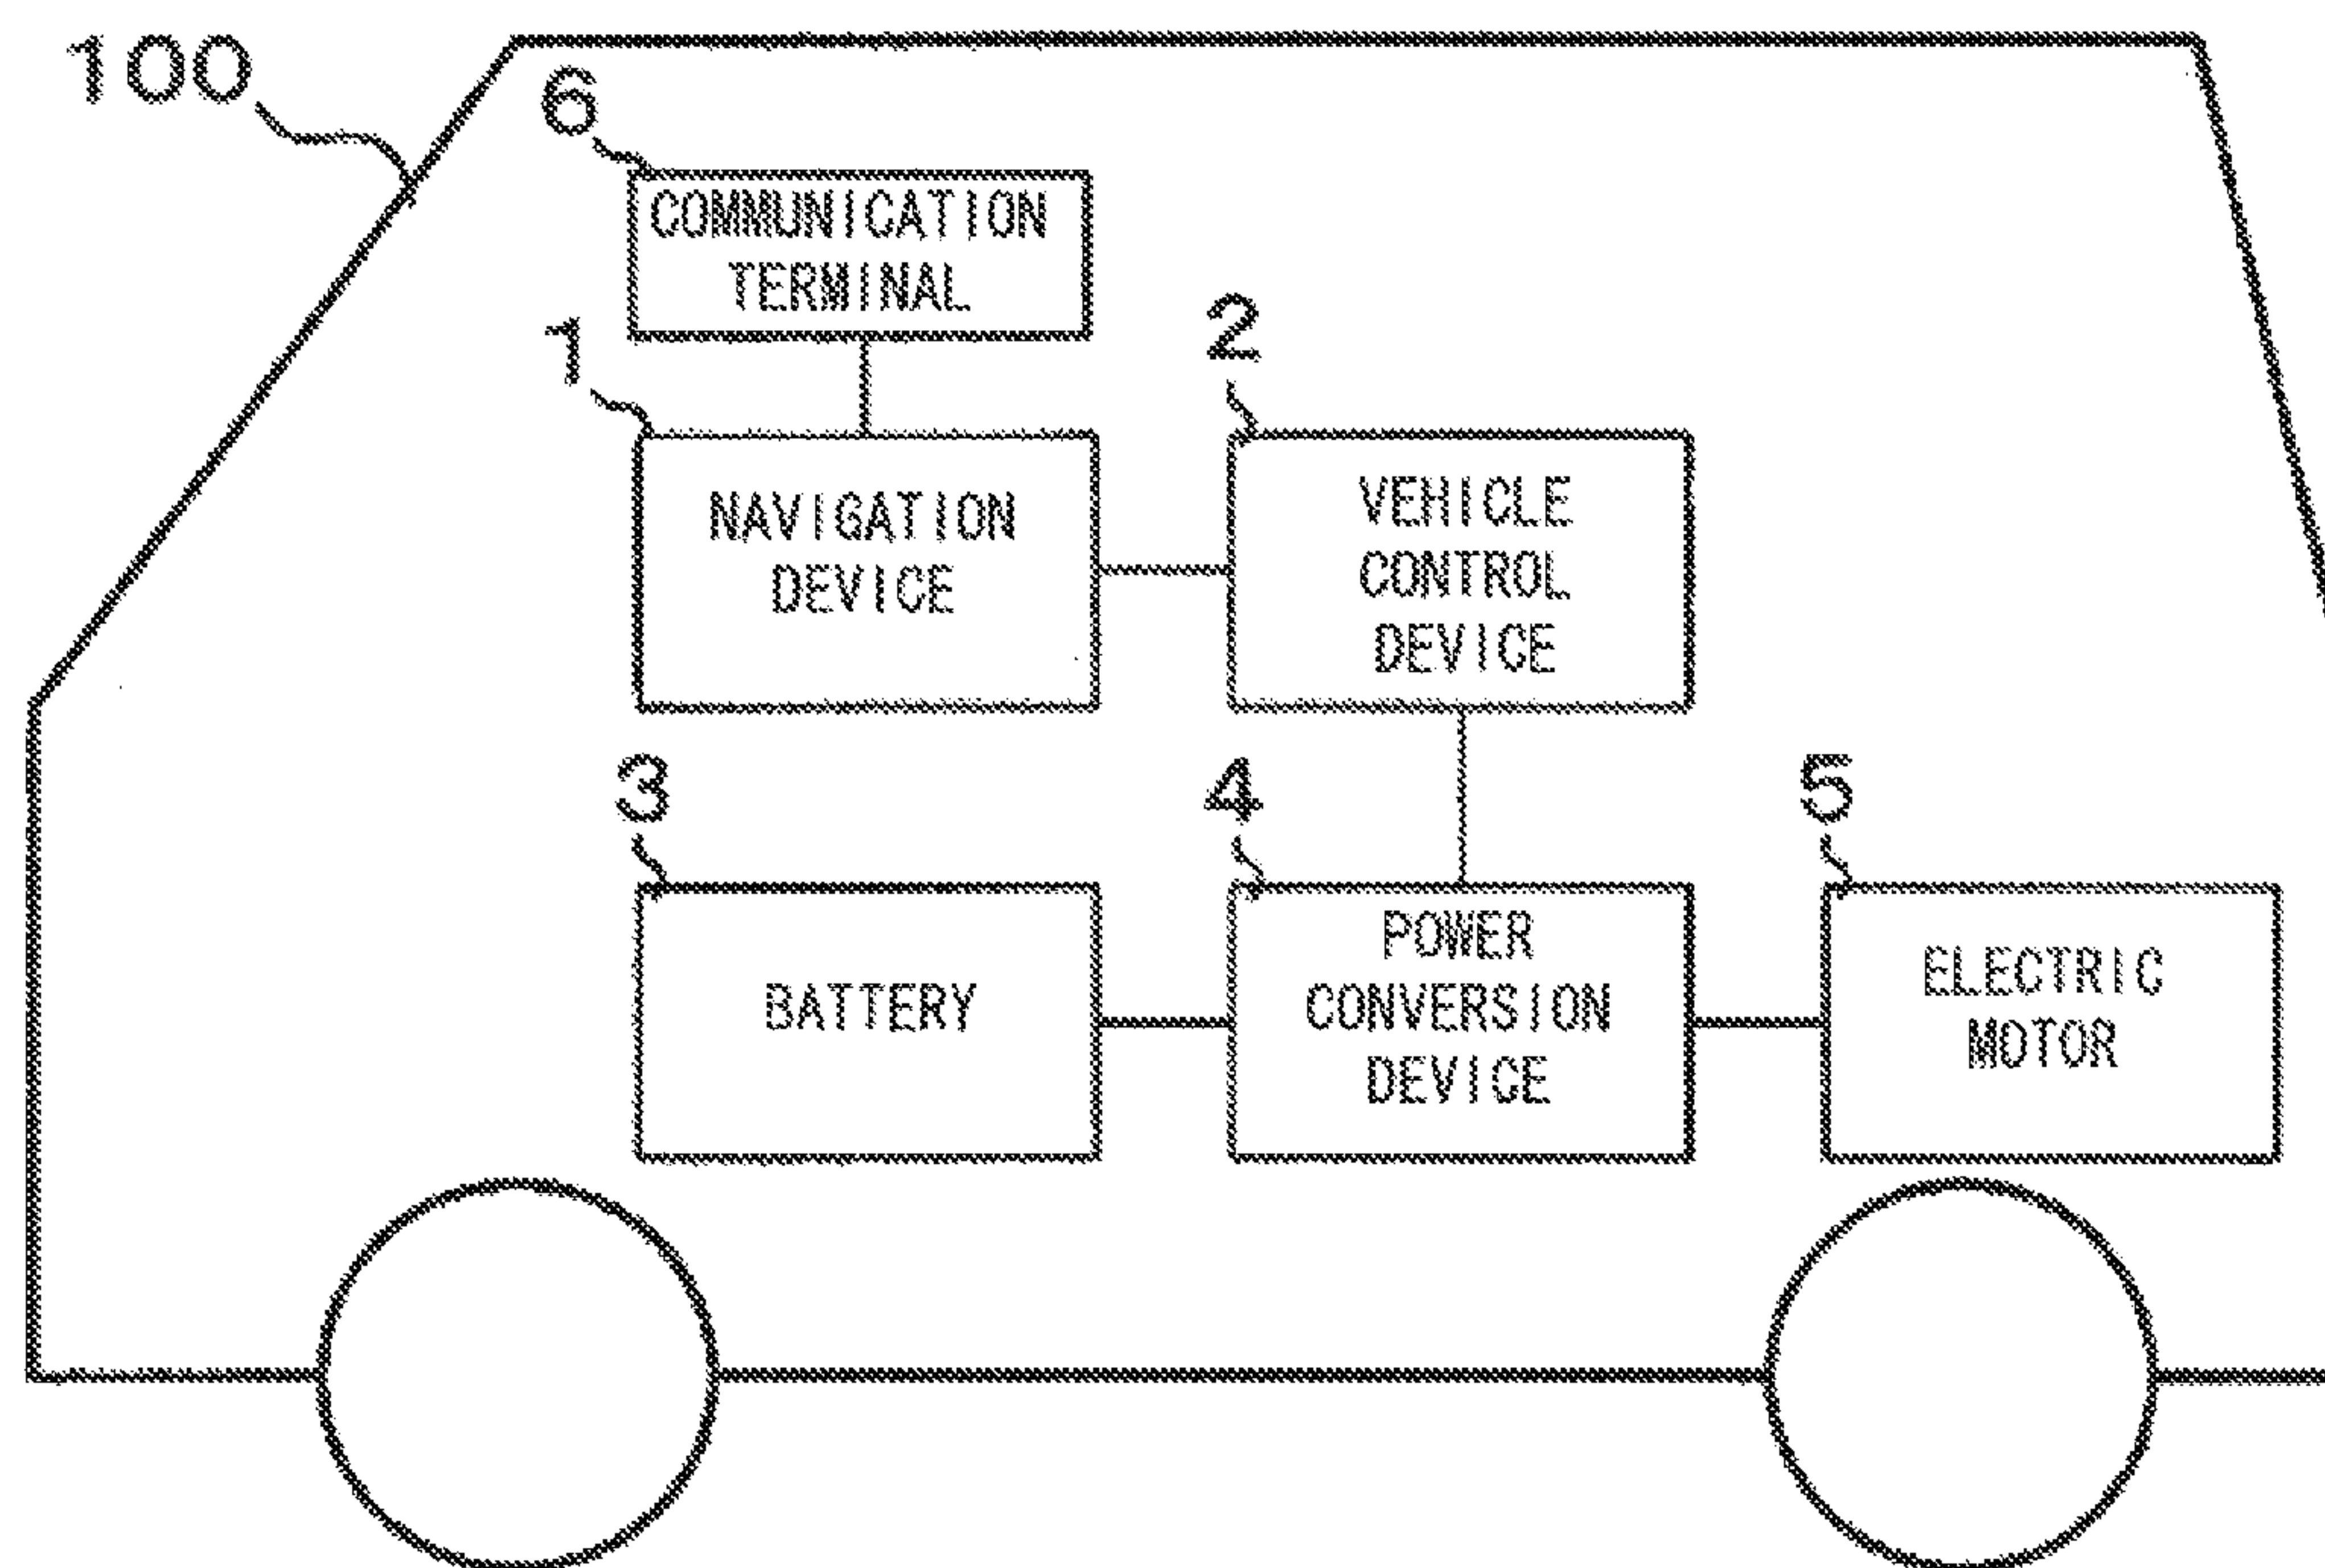 100
6
COMMUNICATION
TERMINAL
1
2
NAVIGATION
DEVICE
VEHICLE
CONTROL
DEVICE
3
4
5
BATTERY
POWER
CONVERSION
DEVICE
ELECTRIC
MOTOR